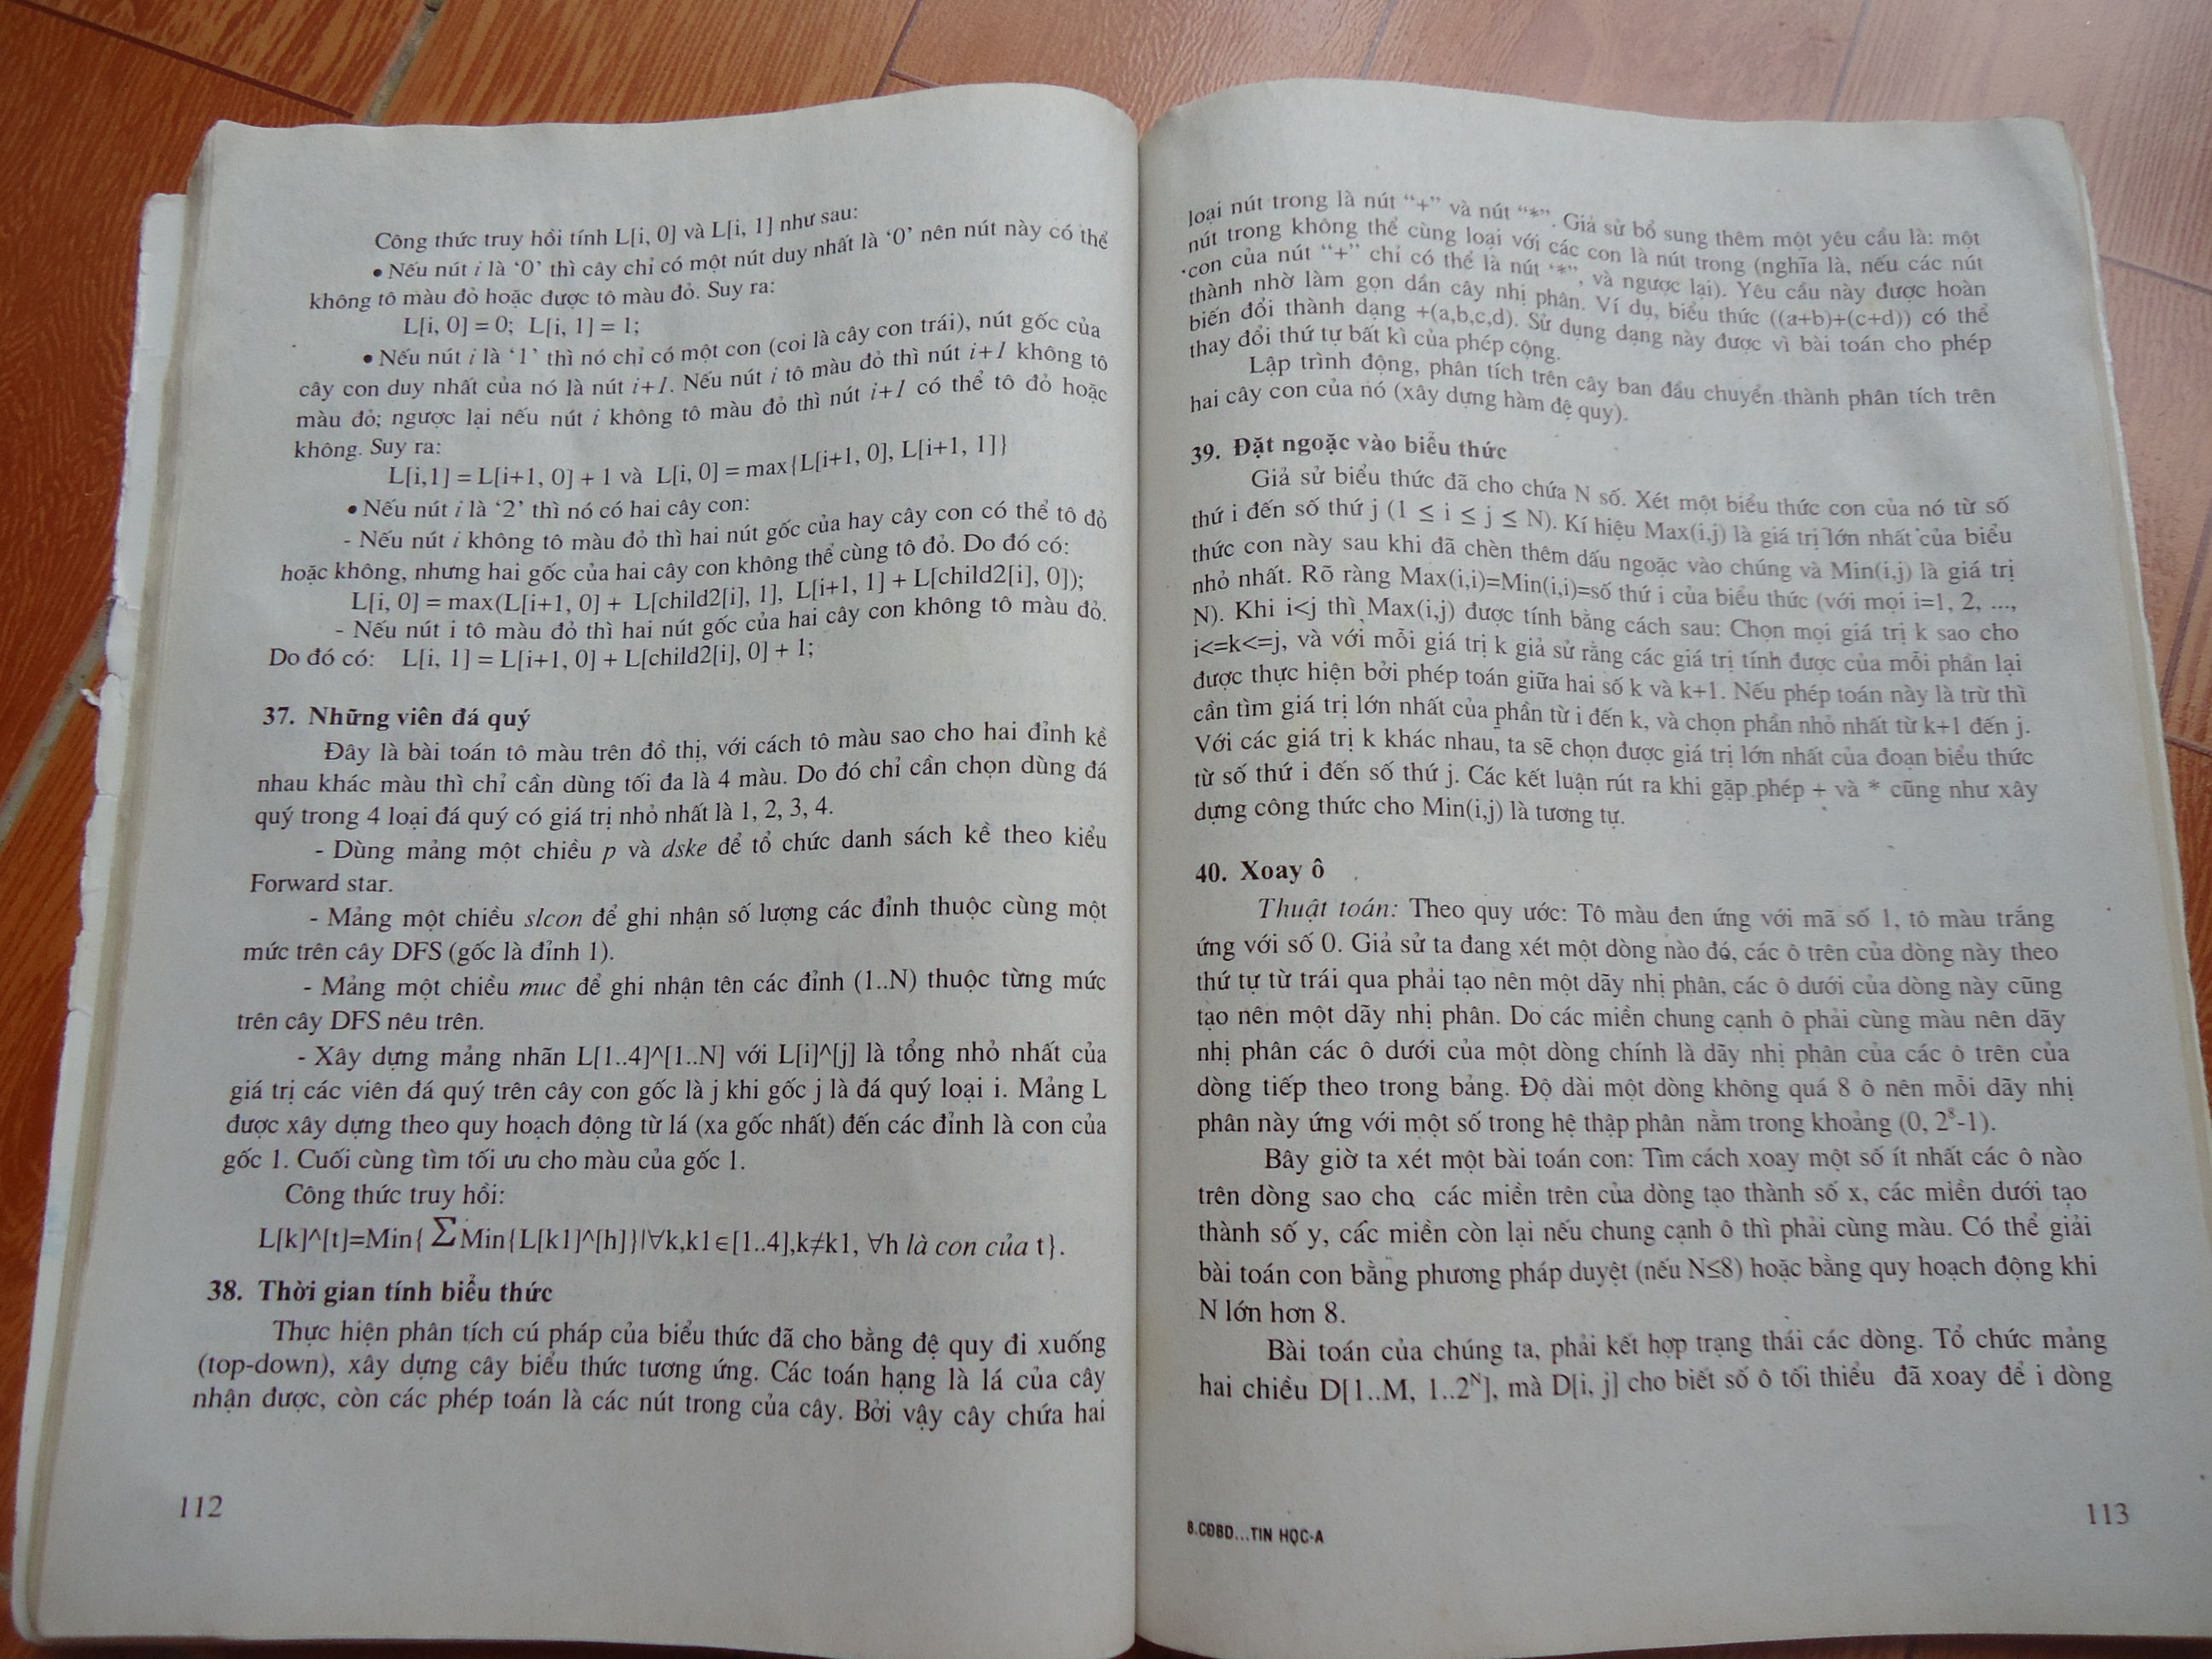 Công thức truy hồi tính L[i, 0] và L[i, 1] như sau:
• Nếu nút i là ‘0’ thì cây chỉ có một nút duy nhất là ‘0’ nên nút này có thể
không tô màu đỏ hoặc được tô màu đỏ. Suy ra:
L[i, 0] = 0; L[i, 1] = 1;
• Nếu nút i là ‘1’ thì nó chỉ có một con (coi là cây con trái), nút gốc của
cây con duy nhất của nó là nút i+1. Nếu nút i tô màu đỏ thì nút i+1 không tô
màu đỏ; ngược lại nếu nút i không tô màu đỏ thì nút i+1 có thể tô đỏ hoặc
không. Suy ra:
L[i,1] = L[i+1, 0] + 1 và L[i, 0] = max{L[i+1, 0], L[i+1, 1]}
• Nếu nút i là ‘2’ thì nó có hai cây con:
- Nếu nút i không tô màu đỏ thì hai nút gốc của hay cây con có thể tô đỏ
hoặc không, nhưng hai gốc của hai cây con không thể cùng tô đỏ. Do đó có:
L[i, 0] = max(L[i+1, 0] + L[child2[i], 1], L[i+1, 1] + L[child2[i], 0]);
- Nếu nút i tô màu đỏ thì hai nút gốc của hai cây con không tô màu đỏ.
Do đó có: L[i, 1] = L[i+1, 0] + L[child2[i], 0] + 1;
37. Những viên đá quý
Đây là bài toán tô màu trên đồ thị, với cách tô màu sao cho hai đỉnh kề
nhau khác màu thì chỉ cần dùng tối đa là 4 màu. Do đó chỉ cần chọn dùng đá
quý trong 4 loại đá quý có giá trị nhỏ nhất là 1, 2, 3, 4.
- Dùng mảng một chiều p và dske để tổ chức danh sách kề theo kiểu
Forward star.
- Mảng một chiều slcon để ghi nhận số lượng các đỉnh thuộc cùng một
mức trên cây DFS (gốc là đỉnh 1).
- Mảng một chiều muc để ghi nhận tên các đỉnh (1..N) thuộc từng mức
trên cây DFS nêu trên.
- Xây dựng mảng nhãn L[1..4]^[1..N] với L[i]^[j] là tổng nhỏ nhất của
giá trị các viên đá quý trên cây con gốc là j khi gốc j là đá quý loại i. Mảng L
được xây dựng theo quy hoạch động từ lá (xa gốc nhất) đến các đỉnh là con của
gốc 1. Cuối cùng tìm tối ưu cho màu của gốc 1.
Công thức truy hồi:
L[k]^[t]=Min{ ΣMin{L[k1]^[h]}|∀k,k1∈[1..4],k≠k1, ∀h là con của t}.
38. Thời gian tính biểu thức
Thực hiện phân tích cú pháp của biểu thức đã cho bằng đệ quy đi xuống
(top-down), xây dựng cây biểu thức tương ứng. Các toán hạng là lá của cây
nhận được, còn các phép toán là các nút trong của cây. Bởi vậy cây chứa hai
112
loại nút trong là nút “+” và nút “*”. Giả sử bổ sung thêm một yêu cầu là: một
nút trong không thể cùng loại với các con là nút trong (nghĩa là, nếu các nút
con của nút “+” chỉ có thể là nút ‘*”, và ngược lại). Yêu cầu này được hoàn
thành nhờ làm gọn dần cây nhị phân. Ví dụ, biểu thức ((a+b)+(c+d)) có thể
biến đổi thành dạng +(a,b,c,d). Sử dụng dạng này được vì bài toán cho phép
thay đổi thứ tự bất kì của phép cộng.
Lập trình động, phân tích trên cây ban đầu chuyển thành phân tích trên
hai cây con của nó (xây dựng hàm đệ quy).
39. Đặt ngoặc vào biểu thức
Giả sử biểu thức đã cho chứa N số. Xét một biểu thức con của nó từ số
thứ i đến số thứ j (1 ≤ i ≤ j ≤ N). Kí hiệu Max(i,j) là giá trị lớn nhất của biểu
thức con này sau khi đã chèn thêm dấu ngoặc vào chúng và Min(i,j) là giá trị
nhỏ nhất. Rõ ràng Max(i,i)=Min(i,i)=số thứ i của biểu thức (với mọi i=1, 2, ...,
N). Khi i<j thì Max(i,j) được tính bằng cách sau: Chọn mọi giá trị k sao cho
i<=k<=j, và với mỗi giá trị k giả sử rằng các giá trị tính được của mỗi phần lại
được thực hiện bởi phép toán giữa hai số k và k+1. Nếu phép toán này là trừ thì
cần tìm giá trị lớn nhất của phần từ i đến k, và chọn phần nhỏ nhất từ k+1 đến j.
Với các giá trị k khác nhau, ta sẽ chọn được giá trị lớn nhất của đoạn biểu thức
từ số thứ i đến số thứ j. Các kết luận rút ra khi gặp phép + và * cũng như xây
dựng công thức cho Min(i,j) là tương tự.
40. Xoay ô
Thuật toán: Theo quy ước: Tô màu đen ứng với mã số 1, tô màu trắng
ứng với số 0. Giả sử ta đang xét một dòng nào đó, các ô trên của dòng này theo
thứ tự từ trái qua phải tạo nên một dãy nhị phân, các ô dưới của dòng này cũng
tạo nên một dãy nhị phân. Do các miền chung cạnh ô phải cùng màu nên dãy
nhị phân các ô dưới của một dòng chính là dãy nhị phân của các ô trên của
dòng tiếp theo trong bảng. Độ dài một dòng không quá 8 ô nên mỗi dãy nhị
phân này ứng với một số trong hệ thập phân nằm trong khoảng (0, 2⁸-1).
Bây giờ ta xét một bài toán con: Tìm cách xoay một số ít nhất các ô nào
trên dòng sao cho các miền trên của dòng tạo thành số x, các miền dưới tạo
thành số y, các miền còn lại nếu chung cạnh ô thì phải cùng màu. Có thể giải
bài toán con bằng phương pháp duyệt (nếu N≤8) hoặc bằng quy hoạch động khi
N lớn hơn 8.
Bài toán của chúng ta, phải kết hợp trạng thái các dòng. Tổ chức mảng
hai chiều D[1..M, 1..2ᴺ], mà D[i, j] cho biết số ô tối thiểu đã xoay để i dòng
8.CĐBD...TIN HỌC-A
113